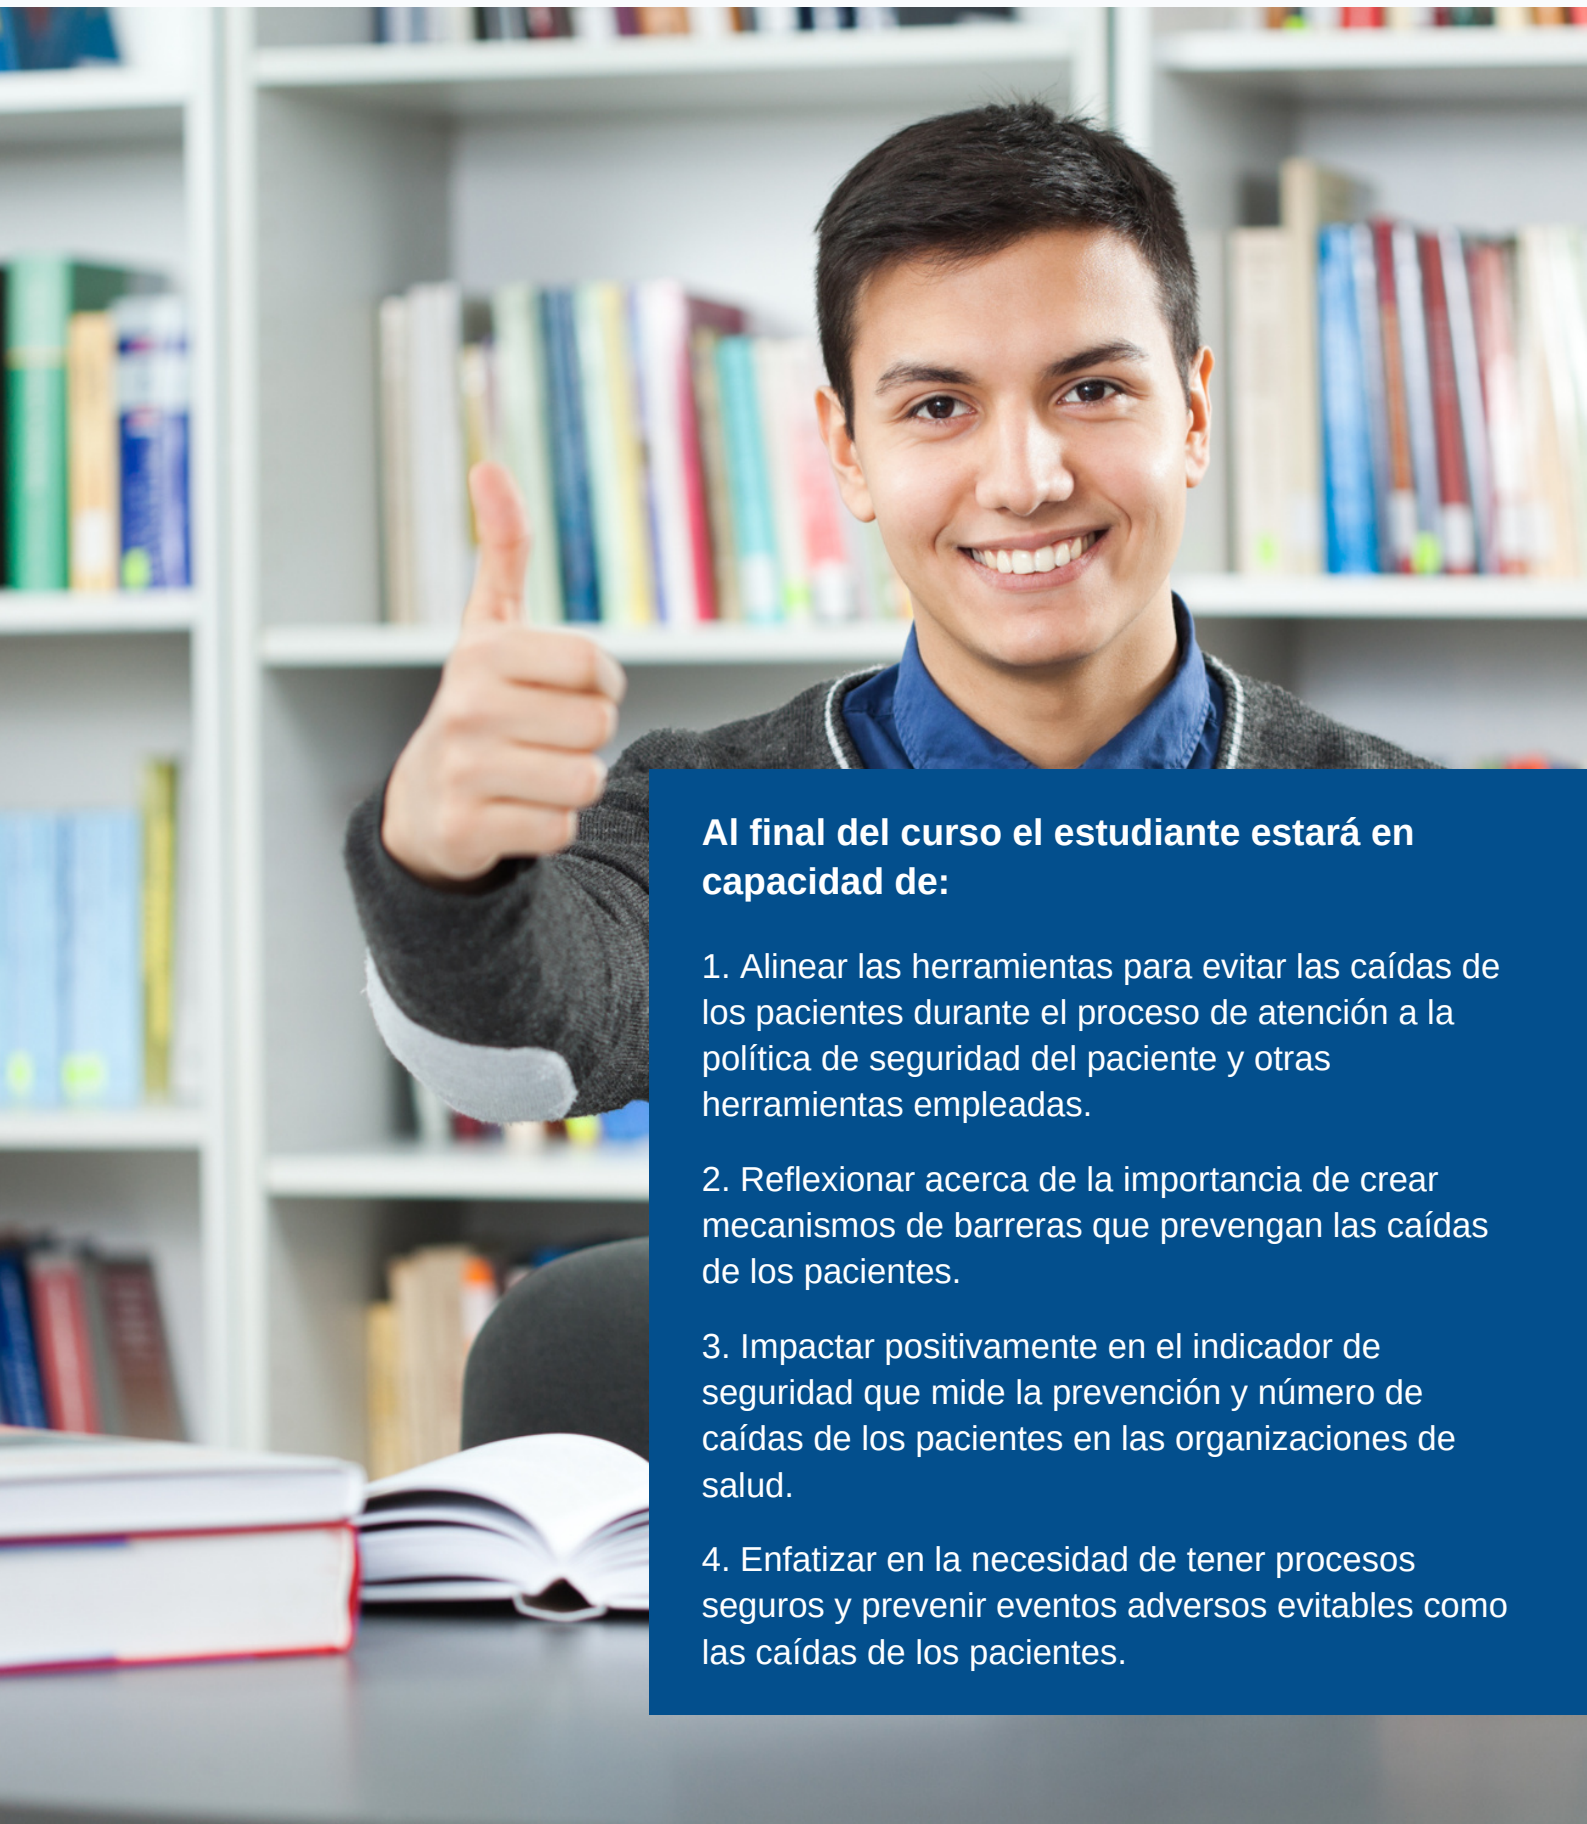 Al final del curso el estudiante estará en
capacidad de:
1. Alinear las herramientas para evitar las caídas de
los pacientes durante el proceso de atención a la
política de seguridad del paciente y otras
herramientas empleadas.
2. Reflexionar acerca de la importancia de crear
mecanismos de barreras que prevengan las caídas
de los pacientes.
3. Impactar positivamente en el indicador de
seguridad que mide la prevención y número de
caídas de los pacientes en las organizaciones de
salud.
4. Enfatizar en la necesidad de tener procesos
seguros y prevenir eventos adversos evitables como
las caídas de los pacientes.